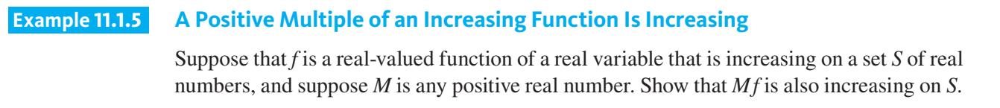 Example 11.1.5 A Positive Multiple of an Increasing Function Is Increasing
Suppose that f is a real-valued function of a real variable that is increasing on a set S of real
numbers, and suppose M is any positive real number. Show that Mf is also increasing on S.